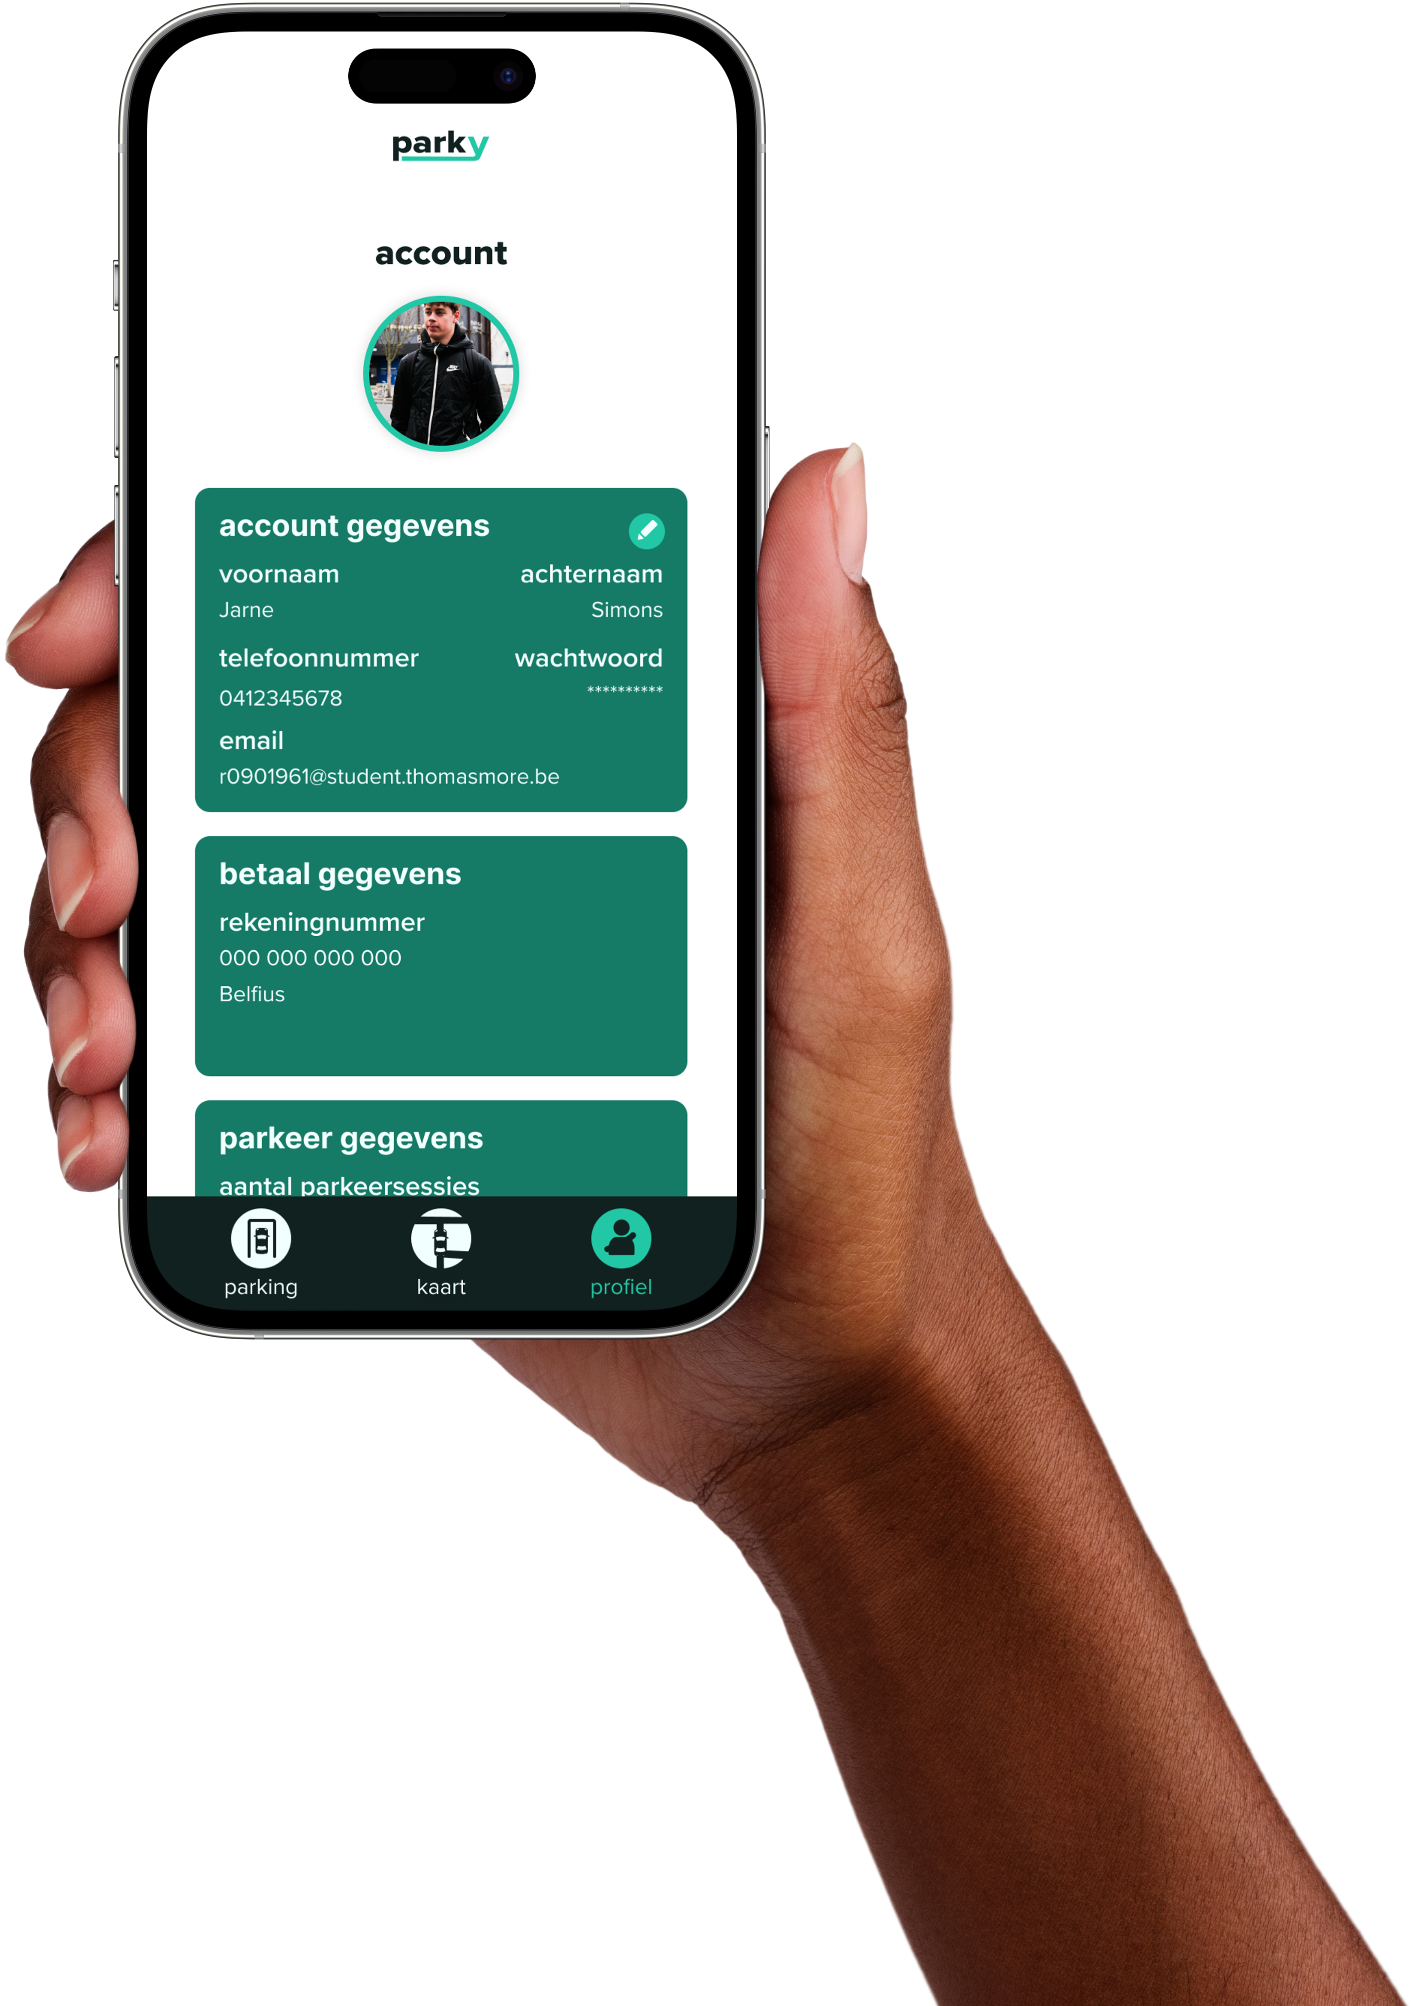 parky
account
account gegevens
voornaam achternaam
Jarne Simons
telefoonnummer wachtwoord
0412345678 **********
email
r0901961@student.thomasmore.be
betaal gegevens
rekeningnummer
000 000 000 000
Belfius
parkeer gegevens
aantal parkeersessies
parking kaart profiel